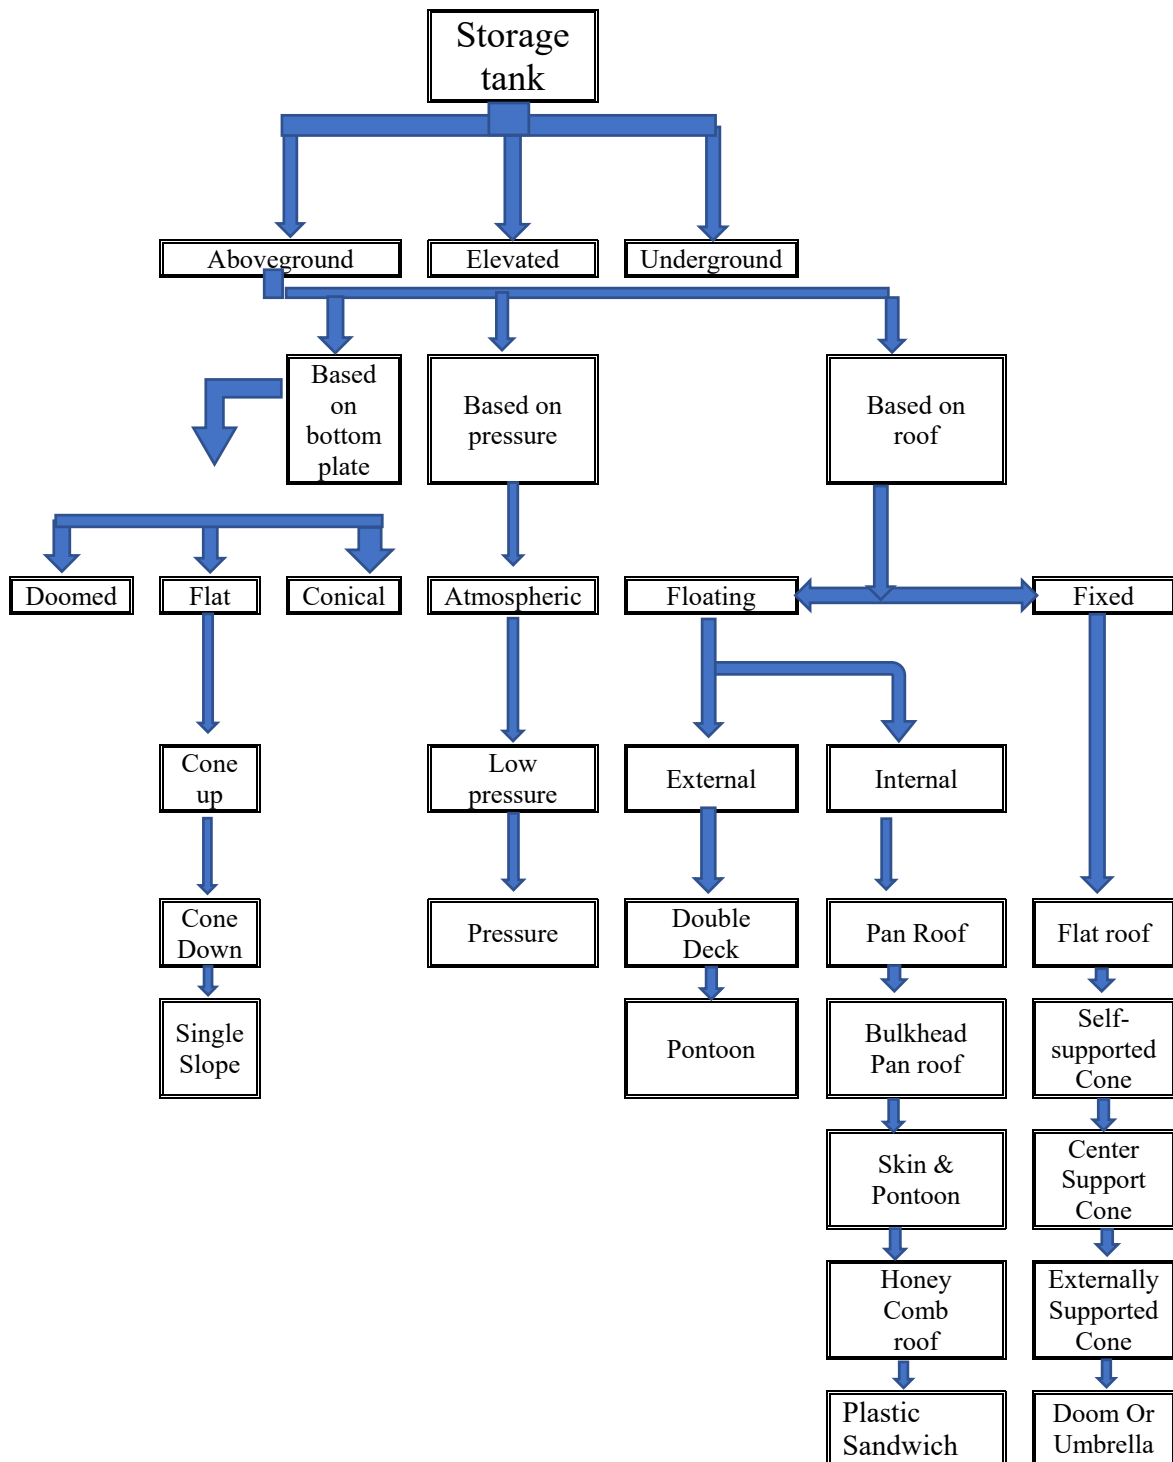 Storage
tank
Aboveground
Elevated
Underground
Based
on
bottom
plate
Based on
pressure
Based on
roof
Doomed
Flat
Conical
Atmospheric
Floating
Fixed
Cone
up
Low
pressure
External
Internal
Cone
Down
Pressure
Double
Deck
Pan Roof
Flat roof
Single
Slope
Pontoon
Bulkhead
Pan roof
Self-
supported
Cone
Skin &
Pontoon
Center
Support
Cone
Honey
Comb
roof
Externally
Supported
Cone
Plastic
Sandwich
Doom Or
Umbrella